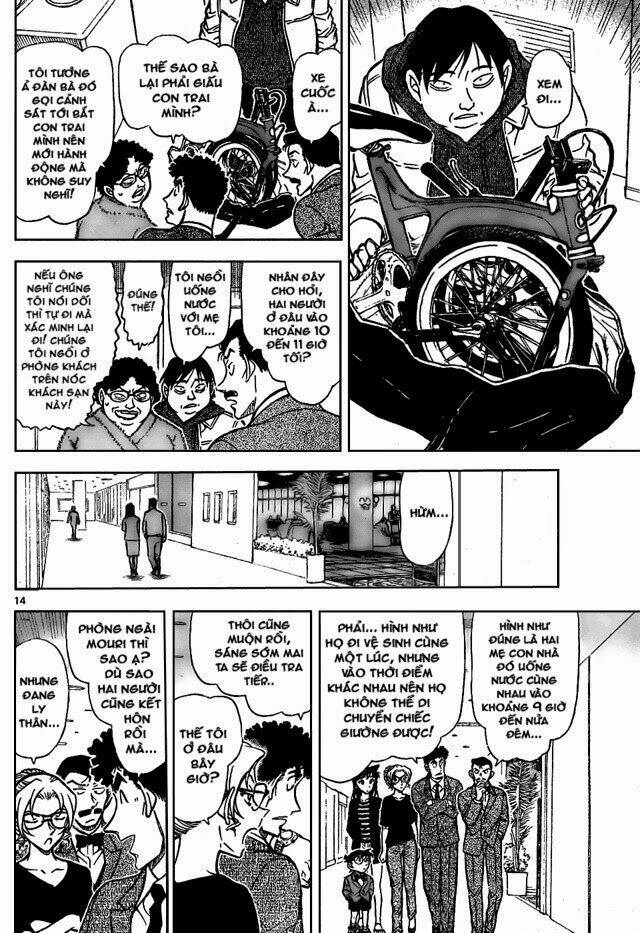 XEM
ĐI...
XE
CUỐC
À...
THẾ SAO BÀ
LẠI PHẢI GIẤU
CON TRAI
MÌNH?
TÔI TƯỞNG
Ả ĐÀN BÀ ĐÓ
GỌI CẢNH
SÁT TỚI BẮT
CON TRAI
MÌNH NÊN
MỚI HÀNH
ĐỘNG MÀ
KHÔNG SUY
NGHĨ!
NHÂN ĐÂY
CHO HỎI,
HAI NGƯỜI
Ở ĐÂU VÀO
KHOẢNG 10
ĐẾN 11 GIỜ
TỐI?
TÔI NGỒI
UỐNG
NƯỚC
VỚI MẸ
TÔI...
ĐÚNG
THẾ!
NẾU ÔNG
NGHĨ CHÚNG
TÔI NÓI DỐI
THÌ TỰ ĐI MÀ
XÁC MINH LẠI
ĐI! CHÚNG
TÔI NGỒI Ở
PHÒNG KHÁCH
TRÊN NÓC
KHÁCH SẠN
NÀY!
HỪM...
14
HÌNH NHƯ
ĐÚNG LÀ HAI
MẸ CON NHÀ
ĐÓ UỐNG
NƯỚC CÙNG
NHAU VÀO
KHOẢNG 9 GIỜ
ĐẾN NỬA
ĐÊM...
PHẢI... HÌNH NHƯ
HỌ ĐI VỆ SINH CÙNG
MỘT LÚC, NHƯNG
VÀO THỜI ĐIỂM
KHÁC NHAU NÊN HỌ
KHÔNG THỂ DI
CHUYỂN CHIẾC
GIƯỜNG ĐƯỢC!
THÔI CŨNG
MUỘN RỒI,
SÁNG SỚM MAI
TA SẼ ĐIỀU TRA
TIẾP..
THẾ TÔI
Ở ĐÂU
BÂY
GIỜ?
PHÒNG NGÀI
MOURI THÌ
SAO Ạ? DÙ
SAO HAI NGƯỜI
CŨNG KẾT
HÔN RỒI
MÀ...
NHƯNG
ĐANG
LY
THÂN...